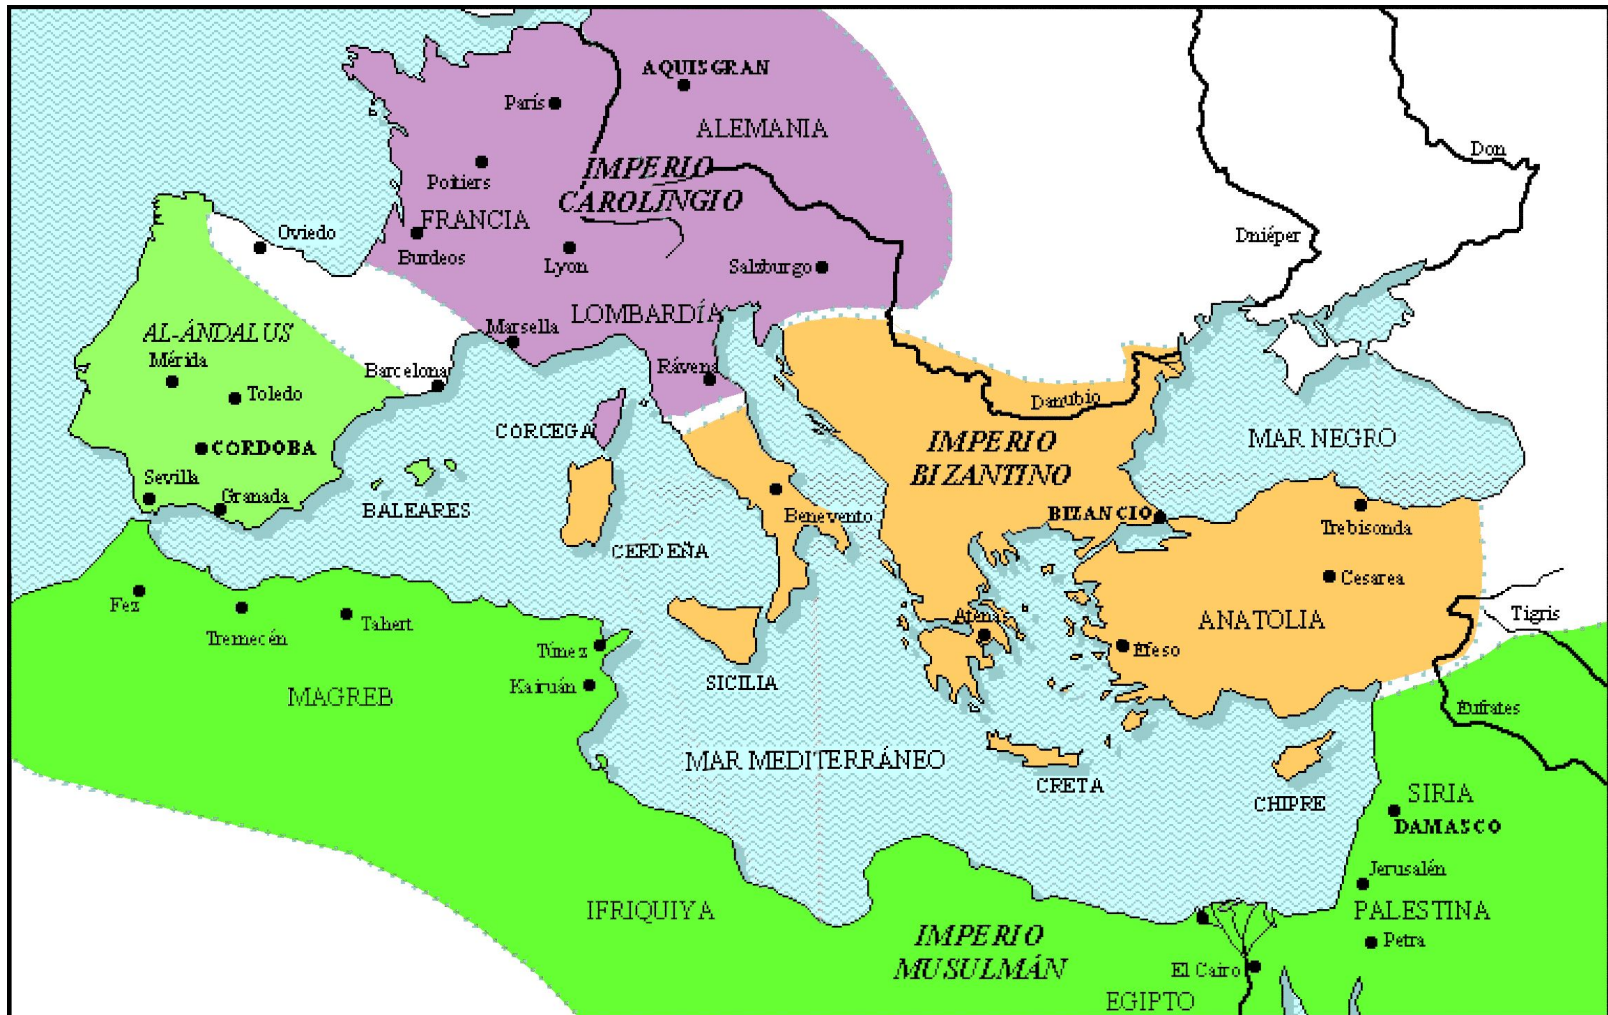 AQUISGRAN
París
ALEMANIA
Don
IMPERIO
CAROLINGIO
Poitiers
FRANCIA
Oviedo
Burdeos
Lyon
Salzburgo
Dniéper
LOMBARDÍA
Marsella
AL-ÁNDALUS
Mérida
Barcelona
Rávena
Toledo
Danubio
CORCEGA
CORDOBA
IMPERIO
BIZANTINO
MAR NEGRO
Sevilla
Granada
BALEARES
Benevento
BIZANCIO
Trebisonda
CERDEÑA
Cesarea
Fez
Tremecén
Tahert
Atenas
ANATOLIA
Tigris
Túnez
Efeso
Kairuán
SICILIA
MAGREB
Eufrates
MAR MEDITERRÁNEO
CRETA
CHIPRE
SIRIA
DAMASCO
Jerusalén
IFRIQUIYA
PALESTINA
IMPERIO
MUSULMÁN
Petra
El Cairo
EGIPTO